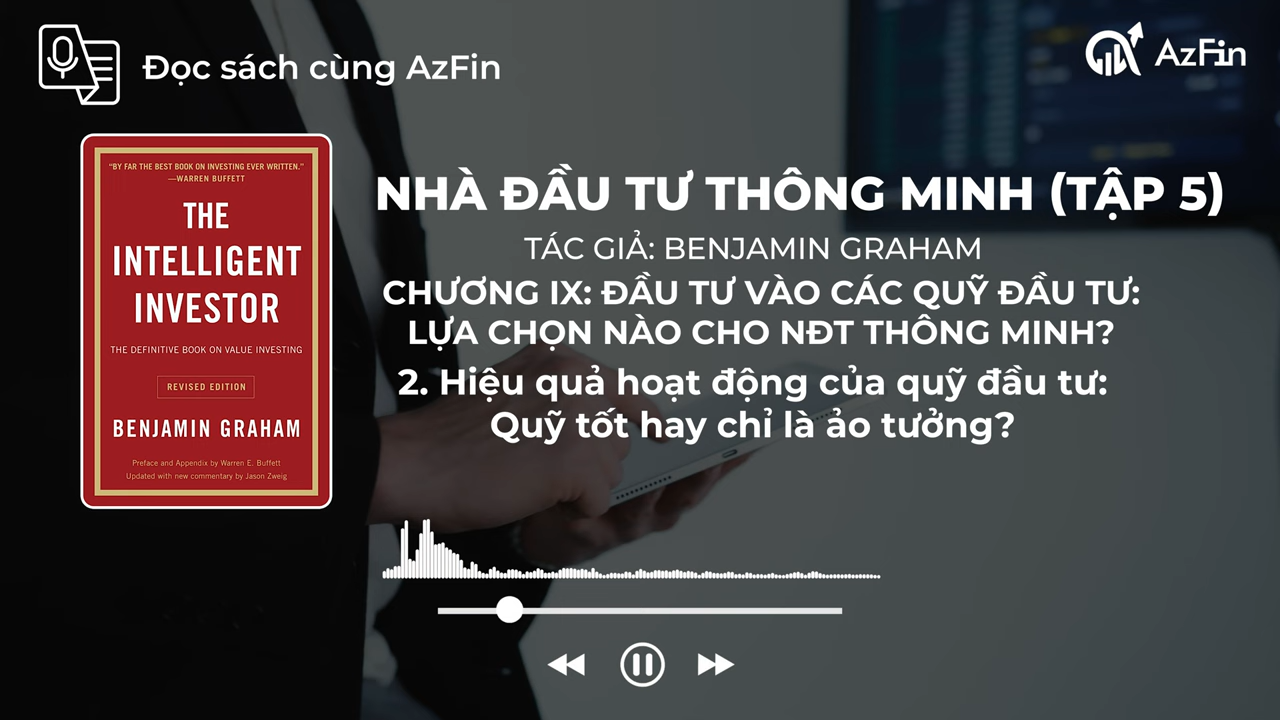 Đọc sách cùng AzFin
AzFin
"BY FAR THE BEST BOOK ON INVESTING EVER WRITTEN."
—WARREN BUFFETT
THE
INTELLIGENT
INVESTOR
THE DEFINITIVE BOOK ON VALUE INVESTING
REVISED EDITION
BENJAMIN GRAHAM
Preface and Appendix by Warren E. Buffett
Updated with new commentary by Jason Zweig
NHÀ ĐẦU TƯ THÔNG MINH (TẬP 5)
TÁC GIẢ: BENJAMIN GRAHAM
CHƯƠNG IX: ĐẦU TƯ VÀO CÁC QUỸ ĐẦU TƯ:
LỰA CHỌN NÀO CHO NĐT THÔNG MINH?
2. Hiệu quả hoạt động của quỹ đầu tư:
Quỹ tốt hay chỉ là ảo tưởng?